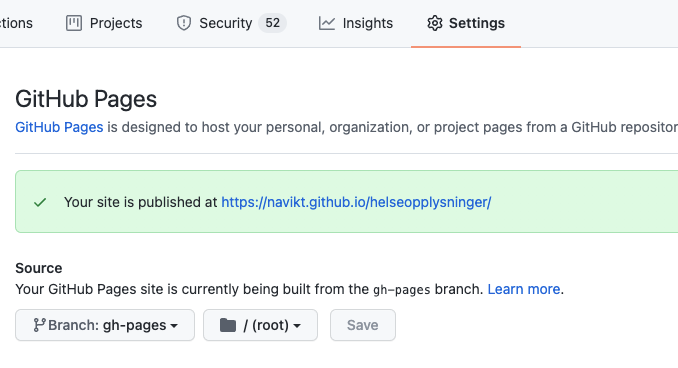 ctions Projects Security 52 Insights Settings
GitHub Pages
GitHub Pages is designed to host your personal, organization, or project pages from a GitHub repositor
Your site is published at https://navikt.github.io/helseopplysninger/
Source
Your GitHub Pages site is currently being built from the gh-pages branch. Learn more.
Branch: gh-pages / (root) Save